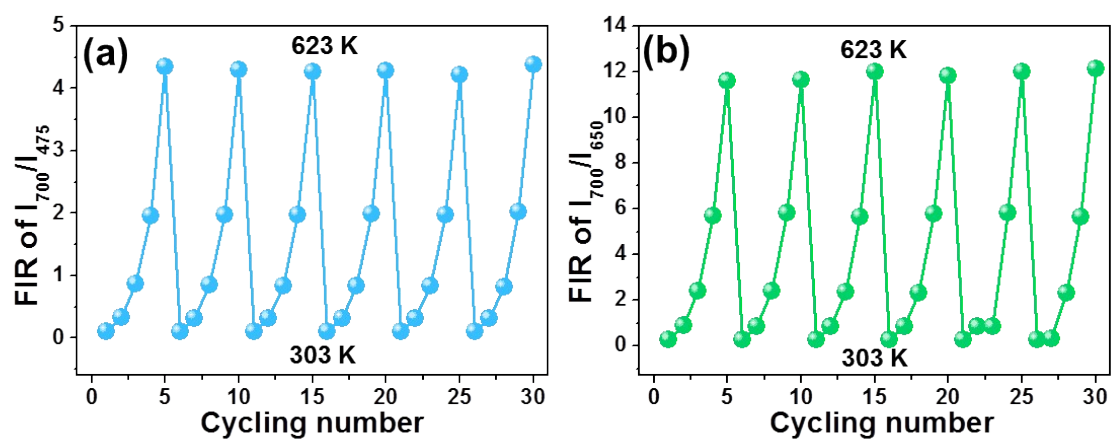 (a)
623 K
303 K
FIR of I700/I475
5
4
3
2
1
0
0 5 10 15 20 25 30
Cycling number
(b)
623 K
303 K
FIR of I700/I650
14
12
10
8
6
4
2
0
0 5 10 15 20 25 30
Cycling number